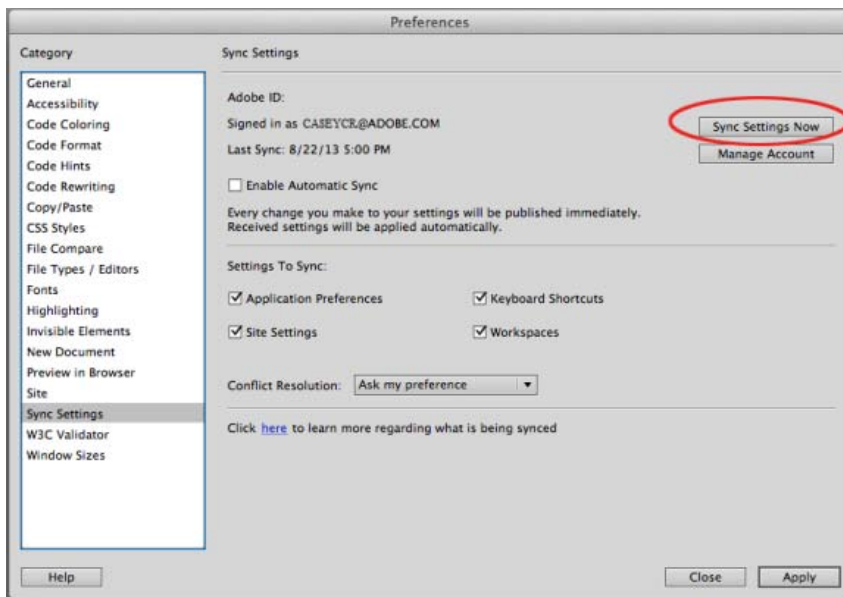 Preferences
Category
General
Accessibility
Code Coloring
Code Format
Code Hints
Code Rewriting
Copy/Paste
CSS Styles
File Compare
File Types / Editors
Fonts
Highlighting
Invisible Elements
New Document
Preview in Browser
Site
Sync Settings
W3C Validator
Window Sizes
Sync Settings
Adobe ID:
Signed in as CASEYCR@ADOBE.COM
Sync Settings Now
Last Sync: 8/22/13 5:00 PM
Manage Account
Enable Automatic Sync
Every change you make to your settings will be published immediately.
Received settings will be applied automatically.
Settings To Sync:
Application Preferences
Keyboard Shortcuts
Site Settings
Workspaces
Conflict Resolution: Ask my preference
Click here to learn more regarding what is being synced
Help
Close
Apply